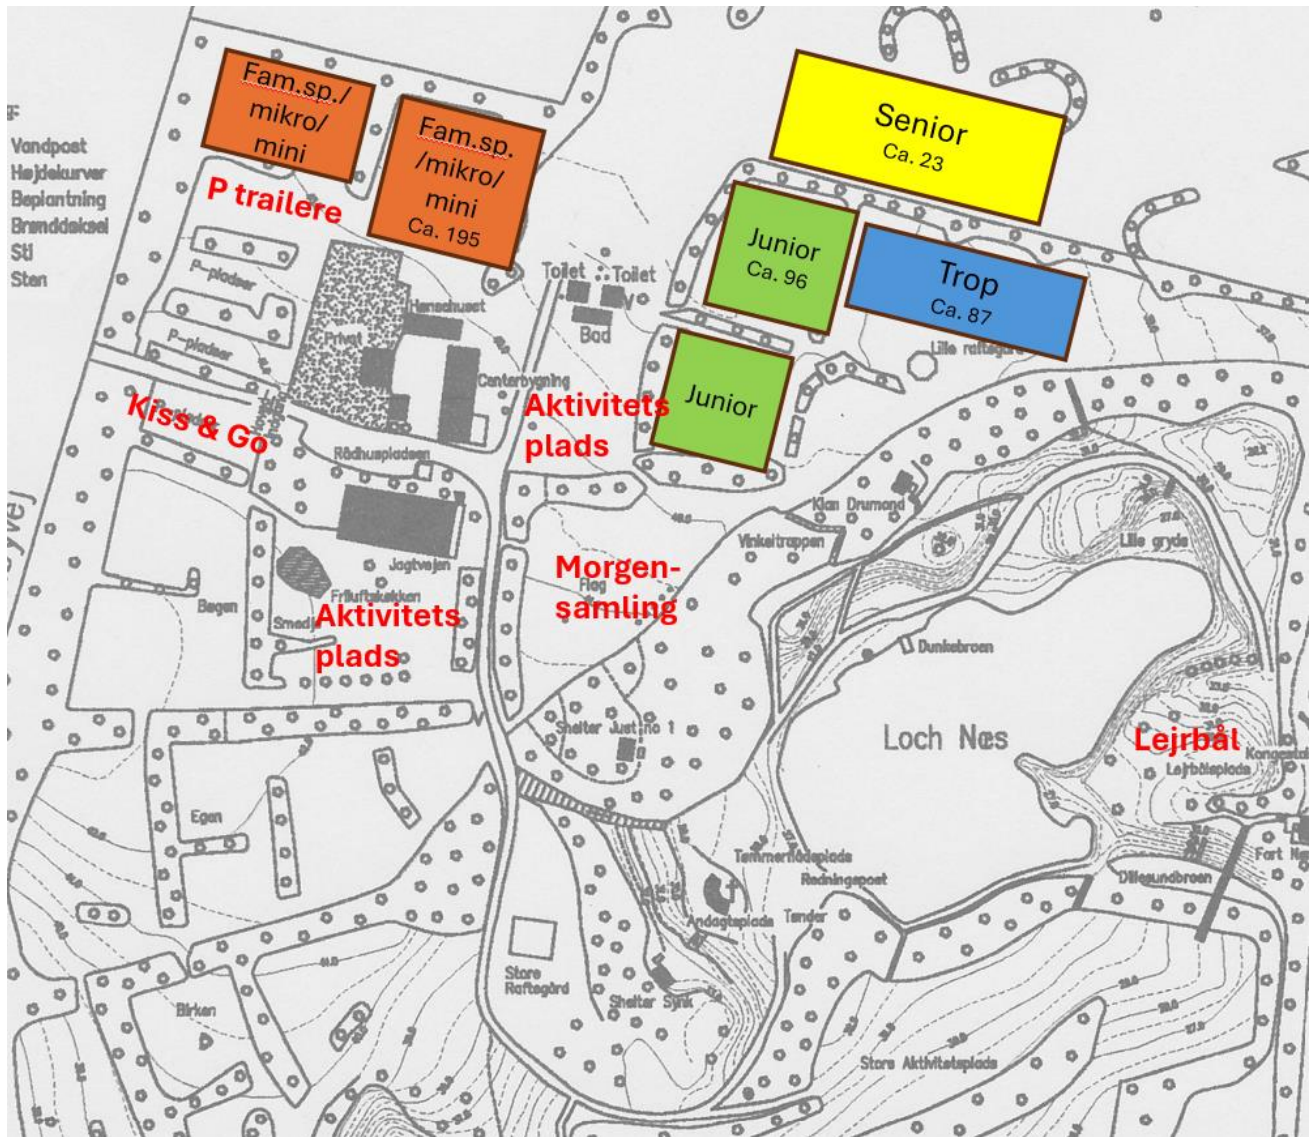 Fam.sp./
mikro/
mini
Fam.sp.
/mikro/
mini
Ca. 195
Senior
Ca. 23
Vandpost
Højdekurver
Beplantning
Brønddæksel
Sti
Sten
P trailere
Junior
Ca. 96
Trop
Ca. 87
P-pladser
Toilet
Toilet
Hønsehuset
Bad
Privat
P-pladser
Lille raftegård
Centerbygning
Junior
Kiss & Go
Aktivitets
plads
Rådhuspladsen
Klan Drumond
Vinkeltrappen
Lille gryde
Jagtvejen
Morgen-
samling
Flag
Bøgen
Friluftskøkken
Smedje
Aktivitets
plads
Dunkebroen
Shelter Just no 1
Loch Næs
Lejrbål
Lejrbålsplads
Egen
Tømmerflådeplads
Redningspost
Dillesundbroen
Andagtsplads
Tønder
Store
Raftegård
Shelter Synk
Birken
Store Aktivitetsplads